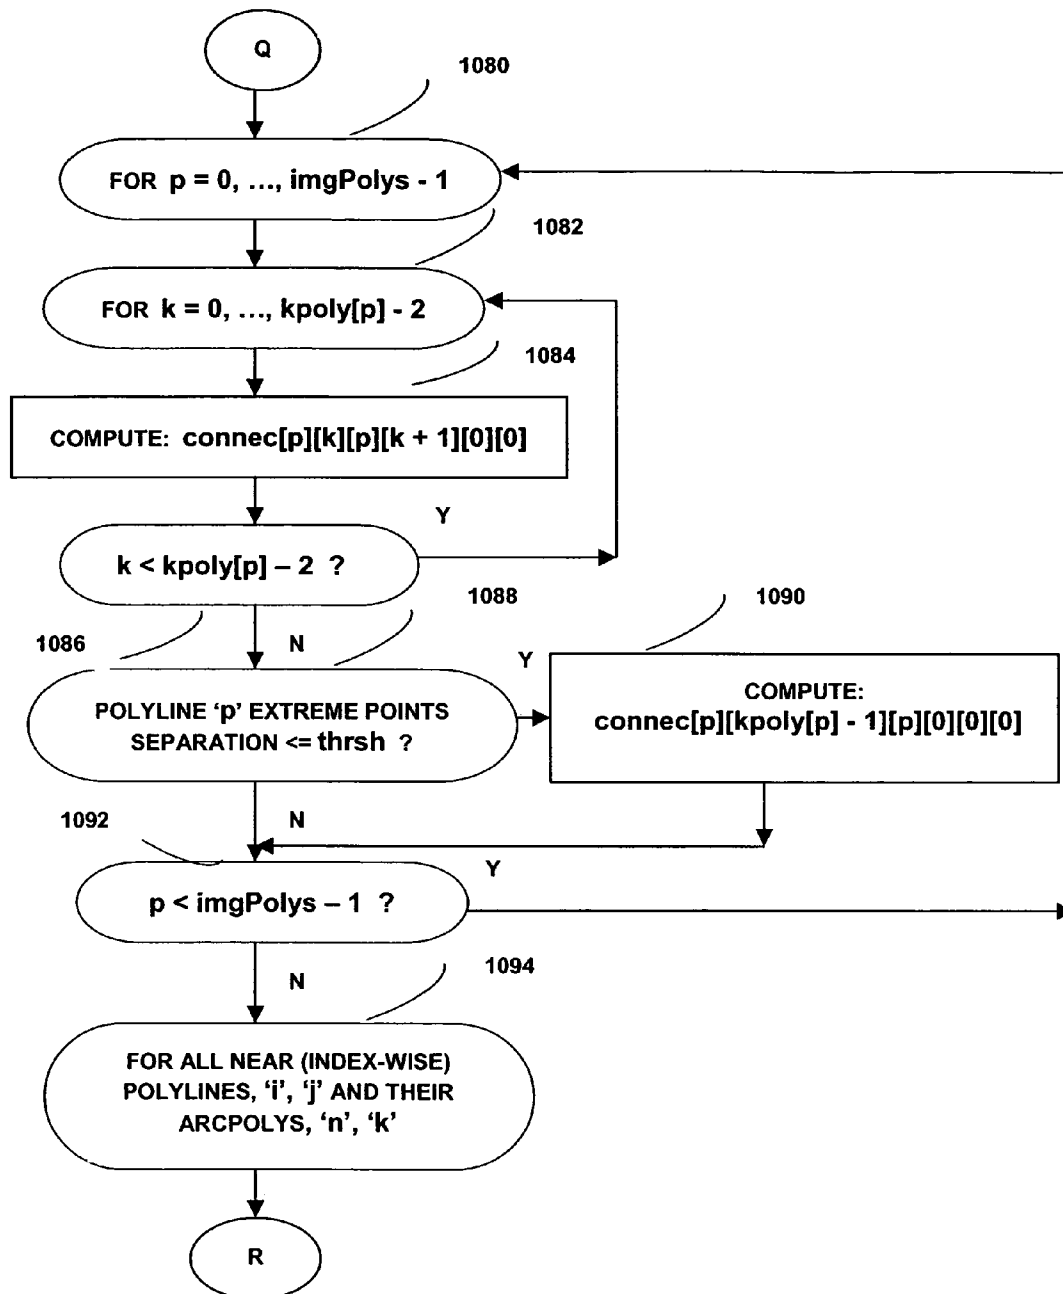 Q
1080
FOR p = 0, ..., imgPolys - 1
1082
FOR k = 0, ..., kpoly[p] - 2
1084
COMPUTE: connec[p][k][p][k + 1][0][0]
Y
k < kpoly[p] – 2 ?
1086
N
1088
1090
POLYLINE ‘p’ EXTREME POINTS
SEPARATION <= thrsh ?
Y
COMPUTE:
connec[p][kpoly[p] - 1][p][0][0][0]
1092
N
Y
p < imgPolys – 1 ?
N
1094
FOR ALL NEAR (INDEX-WISE)
POLYLINES, ‘i’, ‘j’ AND THEIR
ARCPOLYS, ‘n’, ‘k’
R